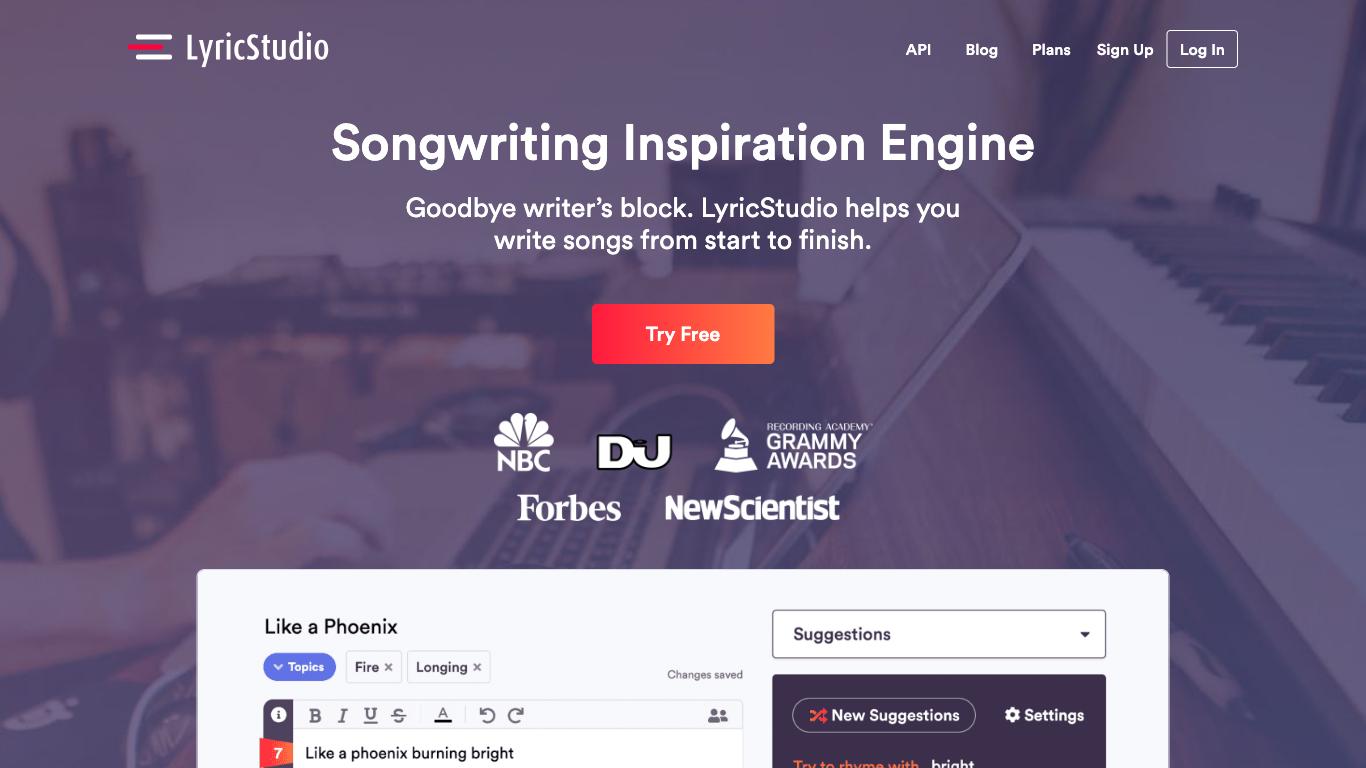 LyricStudio
API Blog Plans Sign Up Log In
Songwriting Inspiration Engine
Goodbye writer's block. LyricStudio helps you
write songs from start to finish.
Try Free
NBC DJ RECORDING ACADEMY GRAMMY AWARDS
Forbes NewScientist
Like a Phoenix
Suggestions
Topics Fire Longing
Changes saved
B I U S A
New Suggestions Settings
7 Like a phoenix burning bright
Try to rhyme with bright